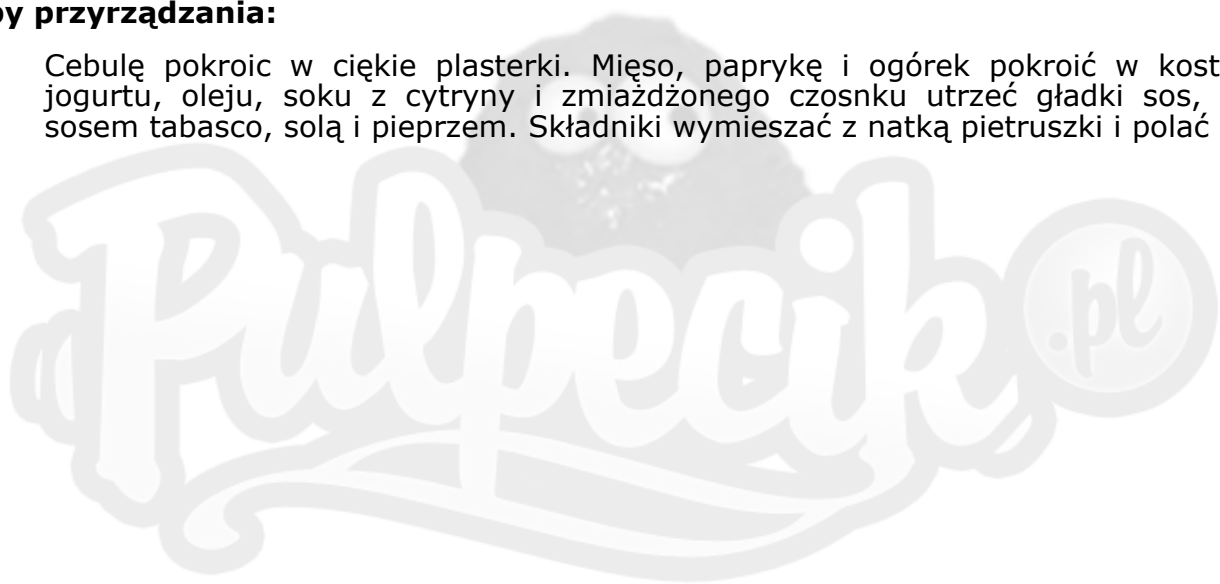 by przyrządzania:
Cebulę pokroic w ciękie plasterki. Mięso, paprykę i ogórek pokroić w kost
jogurtu, oleju, soku z cytryny i zmiażdżonego czosnku utrzeć gładki sos,
sosem tabasco, solą i pieprzem. Składniki wymieszać z natką pietruszki i polać
Pulpecik.pl